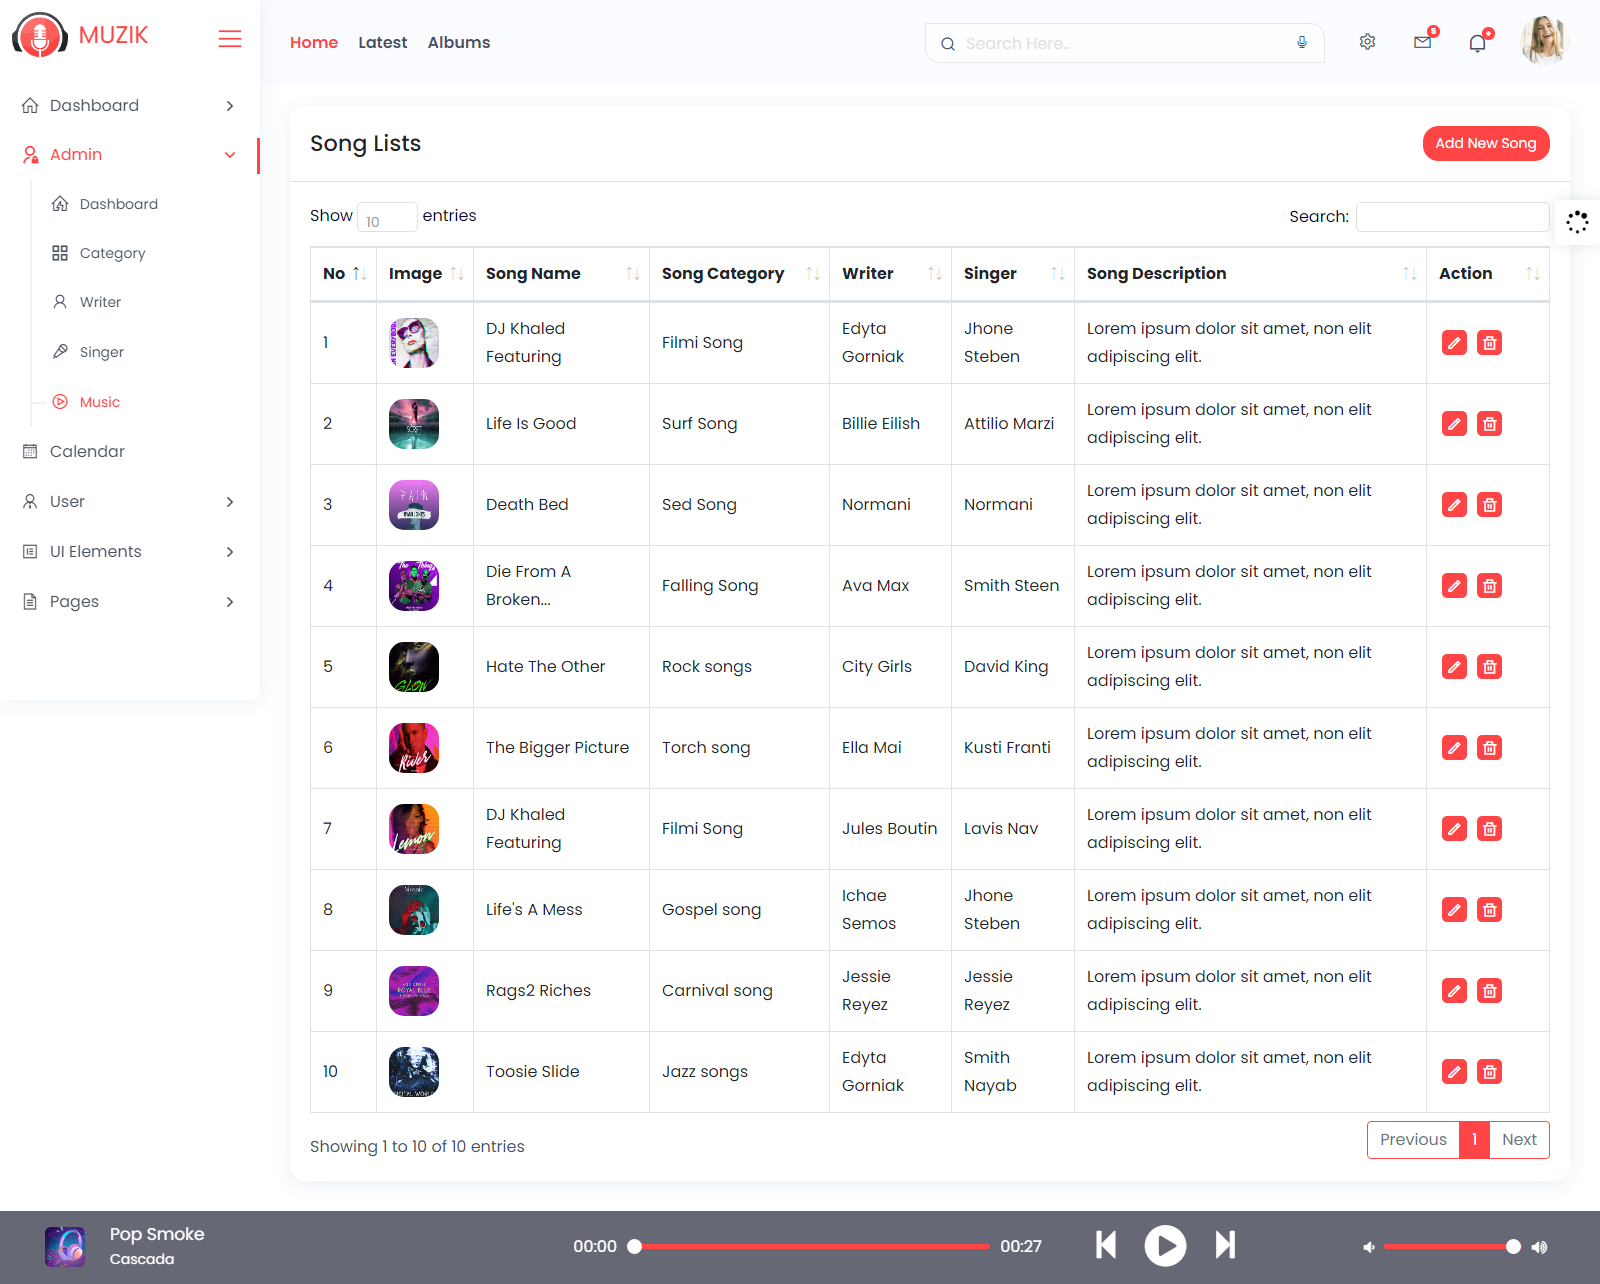 MUZIK
Home Latest Albums
Search Here..
5
Dashboard
Admin
Dashboard
Category
Writer
Singer
Music
Calendar
User
UI Elements
Pages
Song Lists
Add New Song
Show 10 entries
Search:
No Image Song Name Song Category Writer Singer Song Description Action
1 DJ Khaled Featuring Filmi Song Edyta Gorniak Jhone Steben Lorem ipsum dolor sit amet, non elit adipiscing elit.
2 Life Is Good Surf Song Billie Eilish Attilio Marzi Lorem ipsum dolor sit amet, non elit adipiscing elit.
3 PAIN Death Bed Sed Song Normani Normani Lorem ipsum dolor sit amet, non elit adipiscing elit.
4 Die From A Broken... Falling Song Ava Max Smith Steen Lorem ipsum dolor sit amet, non elit adipiscing elit.
5 GLOW Hate The Other Rock songs City Girls David King Lorem ipsum dolor sit amet, non elit adipiscing elit.
6 River The Bigger Picture Torch song Ella Mai Kusti Franti Lorem ipsum dolor sit amet, non elit adipiscing elit.
7 Lemon DJ Khaled Featuring Filmi Song Jules Boutin Lavis Nav Lorem ipsum dolor sit amet, non elit adipiscing elit.
8 Life's A Mess Gospel song Ichae Semos Jhone Steben Lorem ipsum dolor sit amet, non elit adipiscing elit.
9 ROYAL BLUE Rags2 Riches Carnival song Jessie Reyez Jessie Reyez Lorem ipsum dolor sit amet, non elit adipiscing elit.
10 Toosie Slide Jazz songs Edyta Gorniak Smith Nayab Lorem ipsum dolor sit amet, non elit adipiscing elit.
Showing 1 to 10 of 10 entries
Previous 1 Next
Pop Smoke
Cascada
00:00 00:27